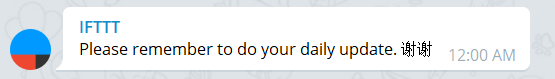 IFTTT
Please remember to do your daily update. 谢谢
12:00 AM